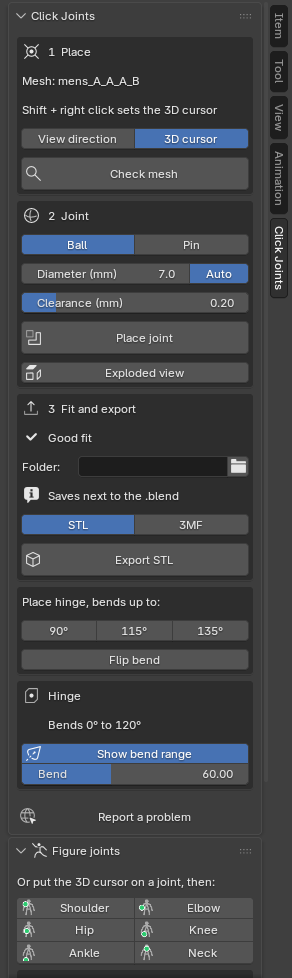 Click Joints
1 Place
Mesh: mens_A_A_A_B
Shift + right click sets the 3D cursor
View direction 3D cursor
Check mesh
2 Joint
Ball Pin
Diameter (mm) 7.0 Auto
Clearance (mm) 0.20
Place joint
Exploded view
3 Fit and export
Good fit
Folder:
Saves next to the .blend
STL 3MF
Export STL
Place hinge, bends up to:
90° 115° 135°
Flip bend
Hinge
Bends 0° to 120°
Show bend range
Bend 60.00
Report a problem
Figure joints
Or put the 3D cursor on a joint, then:
Shoulder Elbow
Hip Knee
Ankle Neck
Item
Tool
View
Animation
Click Joints